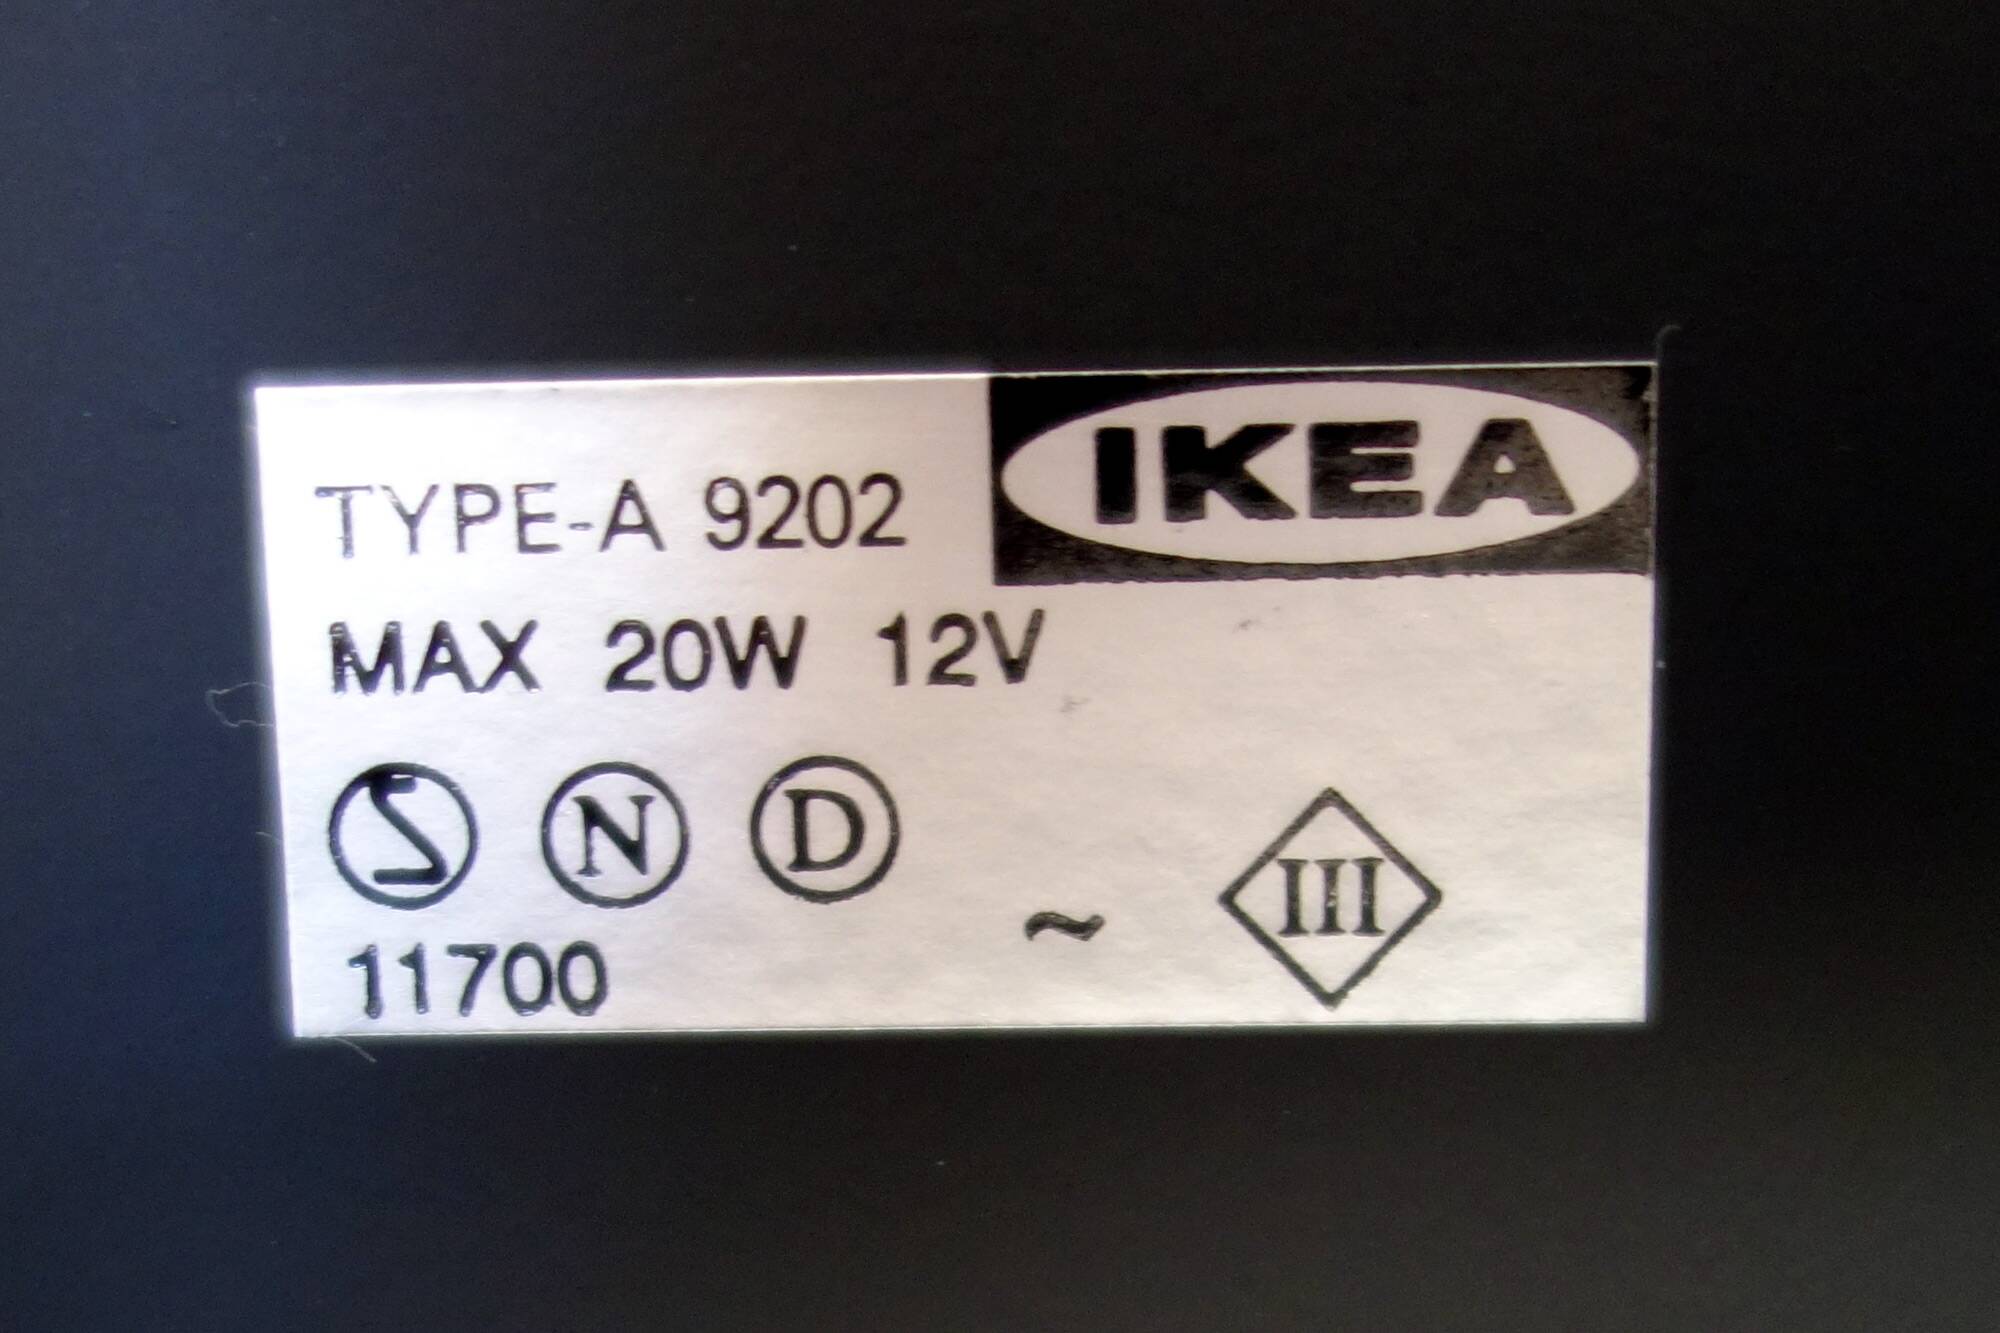 IKEA
TYPE-A 9202
MAX 20W 12V
S N D
~ III
11700